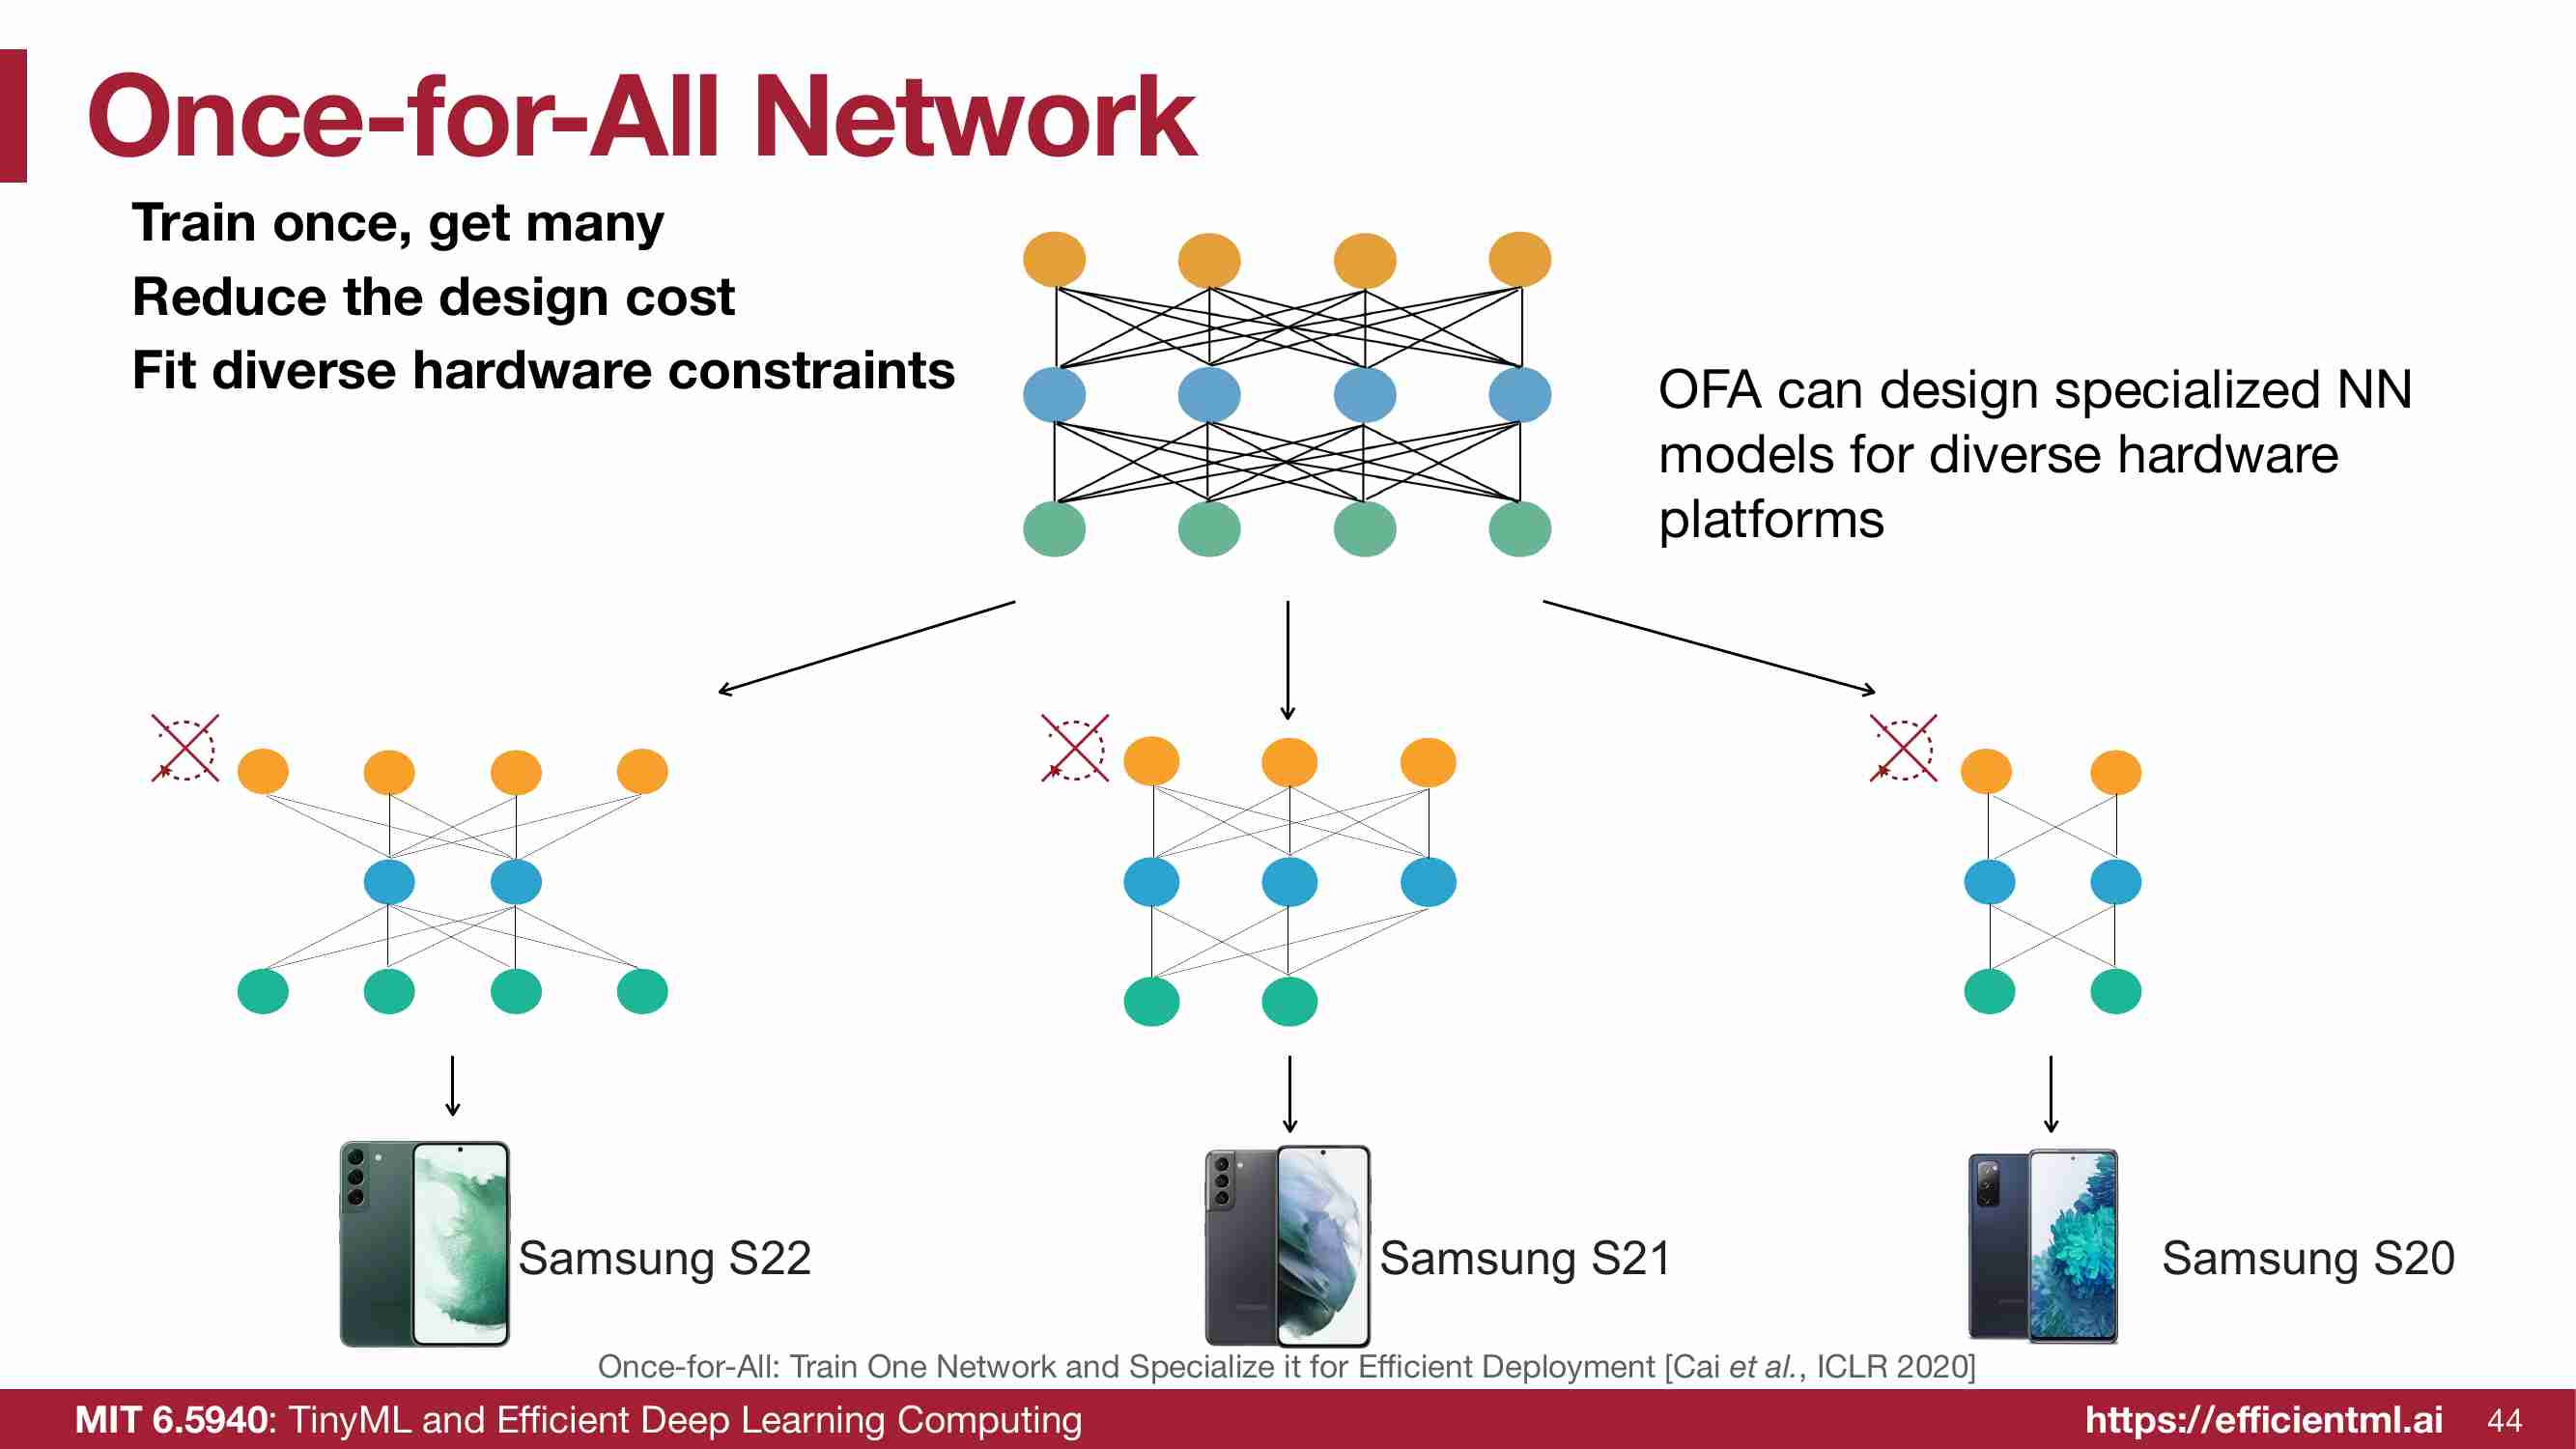 Once-for-All Network
Train once, get many
Reduce the design cost
Fit diverse hardware constraints
OFA can design specialized NN
models for diverse hardware
platforms
Samsung S22
Samsung S21
Samsung S20
Once-for-All: Train One Network and Specialize it for Efficient Deployment [Cai et al., ICLR 2020]
MIT 6.5940: TinyML and Efficient Deep Learning Computing
https://efficientml.ai
44